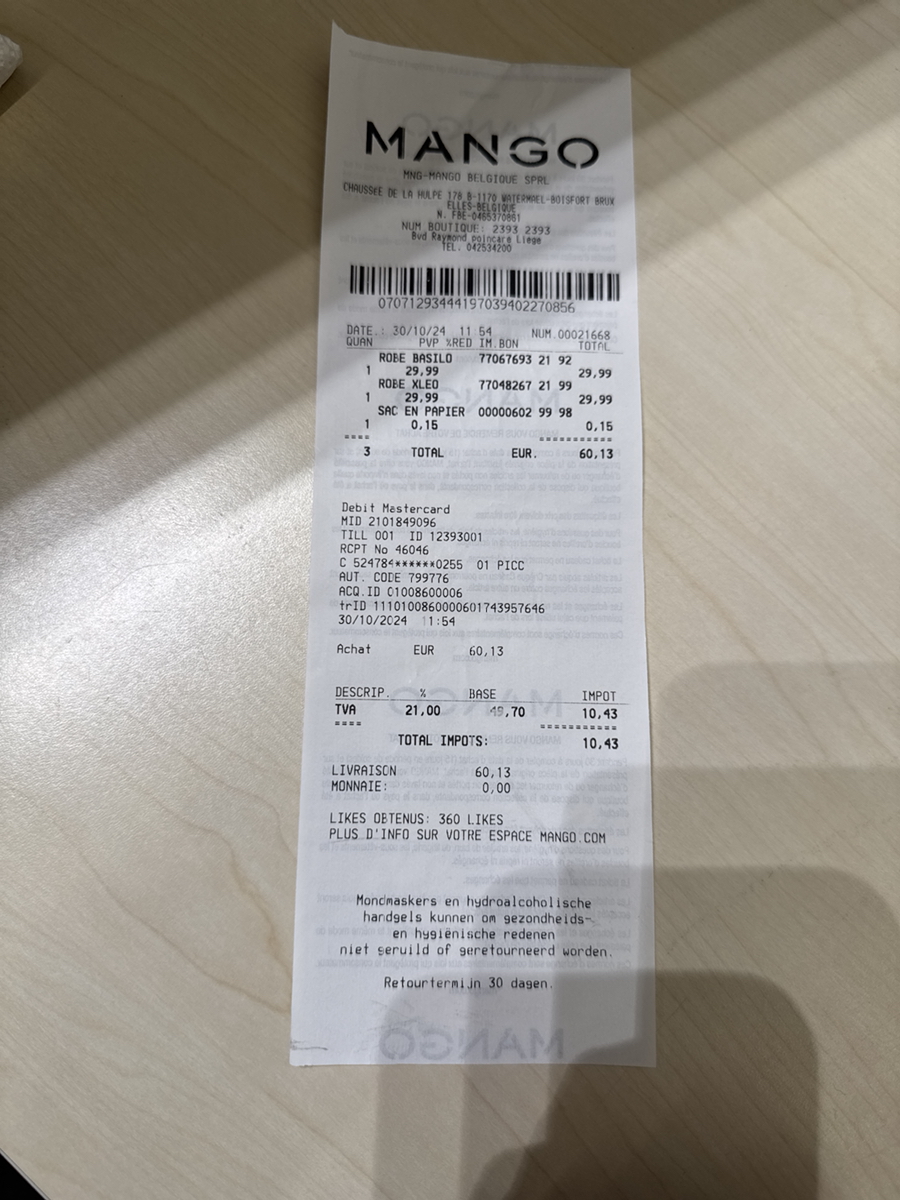 MANGO
MNG-MANGO BELGIQUE SPRL
CHAUSSEE DE LA HULPE 178 B-1170 WATERMAEL-BOISFORT BRUX
ELLES-BELGIQUE
N. FBE-0465370861
NUM BOUTIQUE: 2393 2393
Bvd Raymond poincare Liege
TEL. 042534200
07071293444197039402270856
DATE.: 30/10/24 11 54 NUM.00021668
QUAN PVP %RED IM.BON TOTAL
ROBE BASILO 77067693 21 92
1 29,99 29,99
ROBE XLEO 77048267 21 99
1 29,99 29,99
SAC EN PAPIER 00000602 99 98
1 0,15 0,15
==== ===========
3 TOTAL EUR. 60,13
Debit Mastercard
MID 2101849096
TILL 001 ID 12393001
RCPT No 46046
C 524784******0255 01 PICC
AUT. CODE 799776
ACQ.ID 01008600006
trID 1110100860000601743957646
30/10/2024 11:54
Achat EUR 60,13
DESCRIP. % BASE IMPOT
TVA 21,00 49,70 10,43
==== ===========
TOTAL IMPOTS: 10,43
LIVRAISON 60,13
MONNAIE: 0,00
LIKES OBTENUS: 360 LIKES
PLUS D'INFO SUR VOTRE ESPACE MANGO.COM
Mondmaskers en hydroalcoholische
handgels kunnen om gezondheids-
en hygiënische redenen
niet geruild of geretourneerd worden.
Retourtermijn 30 dagen.